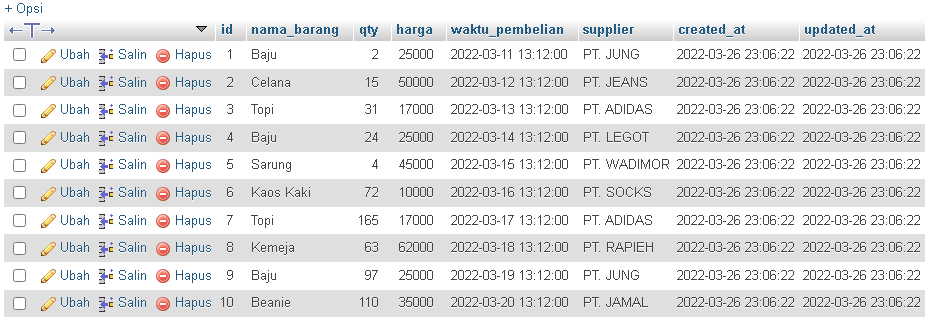 + Opsi
id nama_barang qty harga waktu_pembelian supplier created_at updated_at
Ubah Salin Hapus 1 Baju 2 25000 2022-03-11 13:12:00 PT. JUNG 2022-03-26 23:06:22 2022-03-26 23:06:22
Ubah Salin Hapus 2 Celana 15 50000 2022-03-12 13:12:00 PT. JEANS 2022-03-26 23:06:22 2022-03-26 23:06:22
Ubah Salin Hapus 3 Topi 31 17000 2022-03-13 13:12:00 PT. ADIDAS 2022-03-26 23:06:22 2022-03-26 23:06:22
Ubah Salin Hapus 4 Baju 24 25000 2022-03-14 13:12:00 PT. LEGOT 2022-03-26 23:06:22 2022-03-26 23:06:22
Ubah Salin Hapus 5 Sarung 4 45000 2022-03-15 13:12:00 PT. WADIMOR 2022-03-26 23:06:22 2022-03-26 23:06:22
Ubah Salin Hapus 6 Kaos Kaki 72 10000 2022-03-16 13:12:00 PT. SOCKS 2022-03-26 23:06:22 2022-03-26 23:06:22
Ubah Salin Hapus 7 Topi 165 17000 2022-03-17 13:12:00 PT. ADIDAS 2022-03-26 23:06:22 2022-03-26 23:06:22
Ubah Salin Hapus 8 Kemeja 63 62000 2022-03-18 13:12:00 PT. RAPIEH 2022-03-26 23:06:22 2022-03-26 23:06:22
Ubah Salin Hapus 9 Baju 97 25000 2022-03-19 13:12:00 PT. JUNG 2022-03-26 23:06:22 2022-03-26 23:06:22
Ubah Salin Hapus 10 Beanie 110 35000 2022-03-20 13:12:00 PT. JAMAL 2022-03-26 23:06:22 2022-03-26 23:06:22